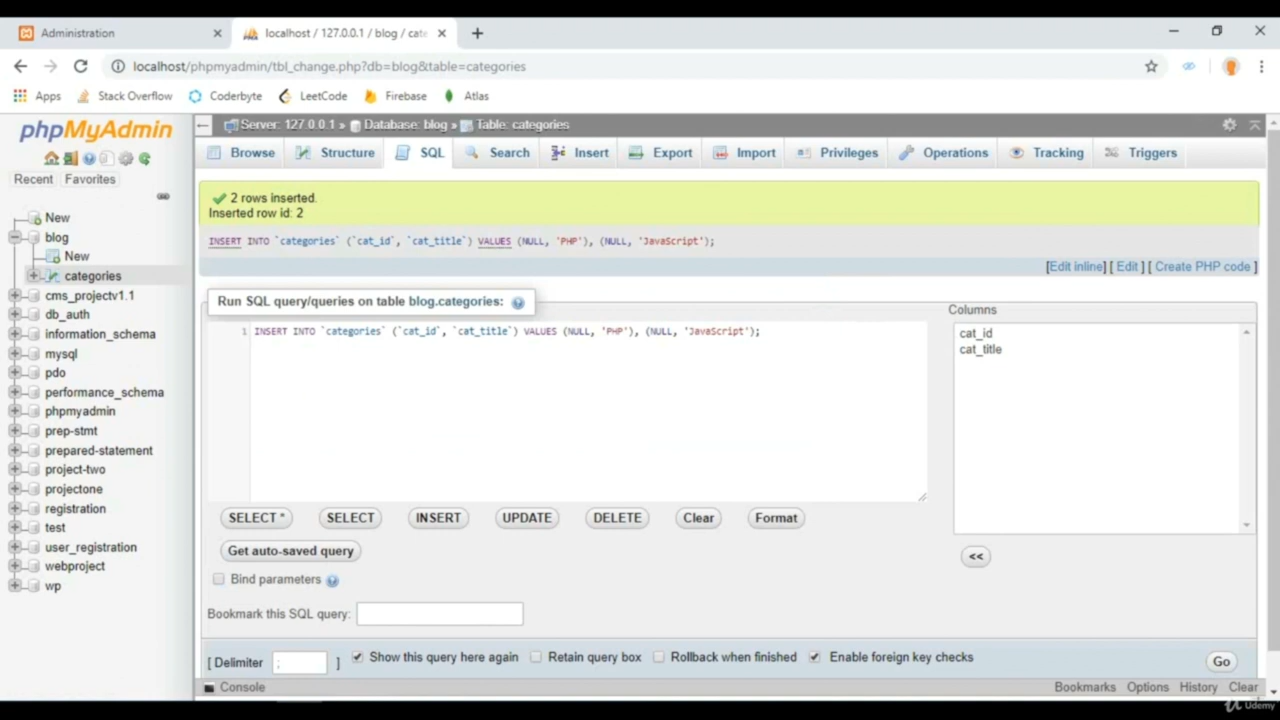 Administration
localhost / 127.0.0.1 / blog / cate
localhost/phpmyadmin/tbl_change.php?db=blog&table=categories
Apps Stack Overflow Coderbyte LeetCode Firebase Atlas
phpMyAdmin
Recent Favorites
New
blog
New
categories
cms_projectv1.1
db_auth
information_schema
mysql
pdo
performance_schema
phpmyadmin
prep-stmt
prepared-statement
project-two
projectone
registration
test
user_registration
webproject
wp
Server: 127.0.0.1 » Database: blog » Table: categories
Browse Structure SQL Search Insert Export Import Privileges Operations Tracking Triggers
2 rows inserted.
Inserted row id: 2
INSERT INTO `categories` (`cat_id`, `cat_title`) VALUES (NULL, 'PHP'), (NULL, 'JavaScript');
[Edit inline] [ Edit ] [ Create PHP code ]
Run SQL query/queries on table blog.categories:
1 INSERT INTO `categories` (`cat_id`, `cat_title`) VALUES (NULL, 'PHP'), (NULL, 'JavaScript');
Columns
cat_id
cat_title
SELECT * SELECT INSERT UPDATE DELETE Clear Format
<<
Get auto-saved query
Bind parameters
Bookmark this SQL query:
[ Delimiter ; ] Show this query here again Retain query box Rollback when finished Enable foreign key checks
Go
Console Bookmarks Options History Clear
Udemy